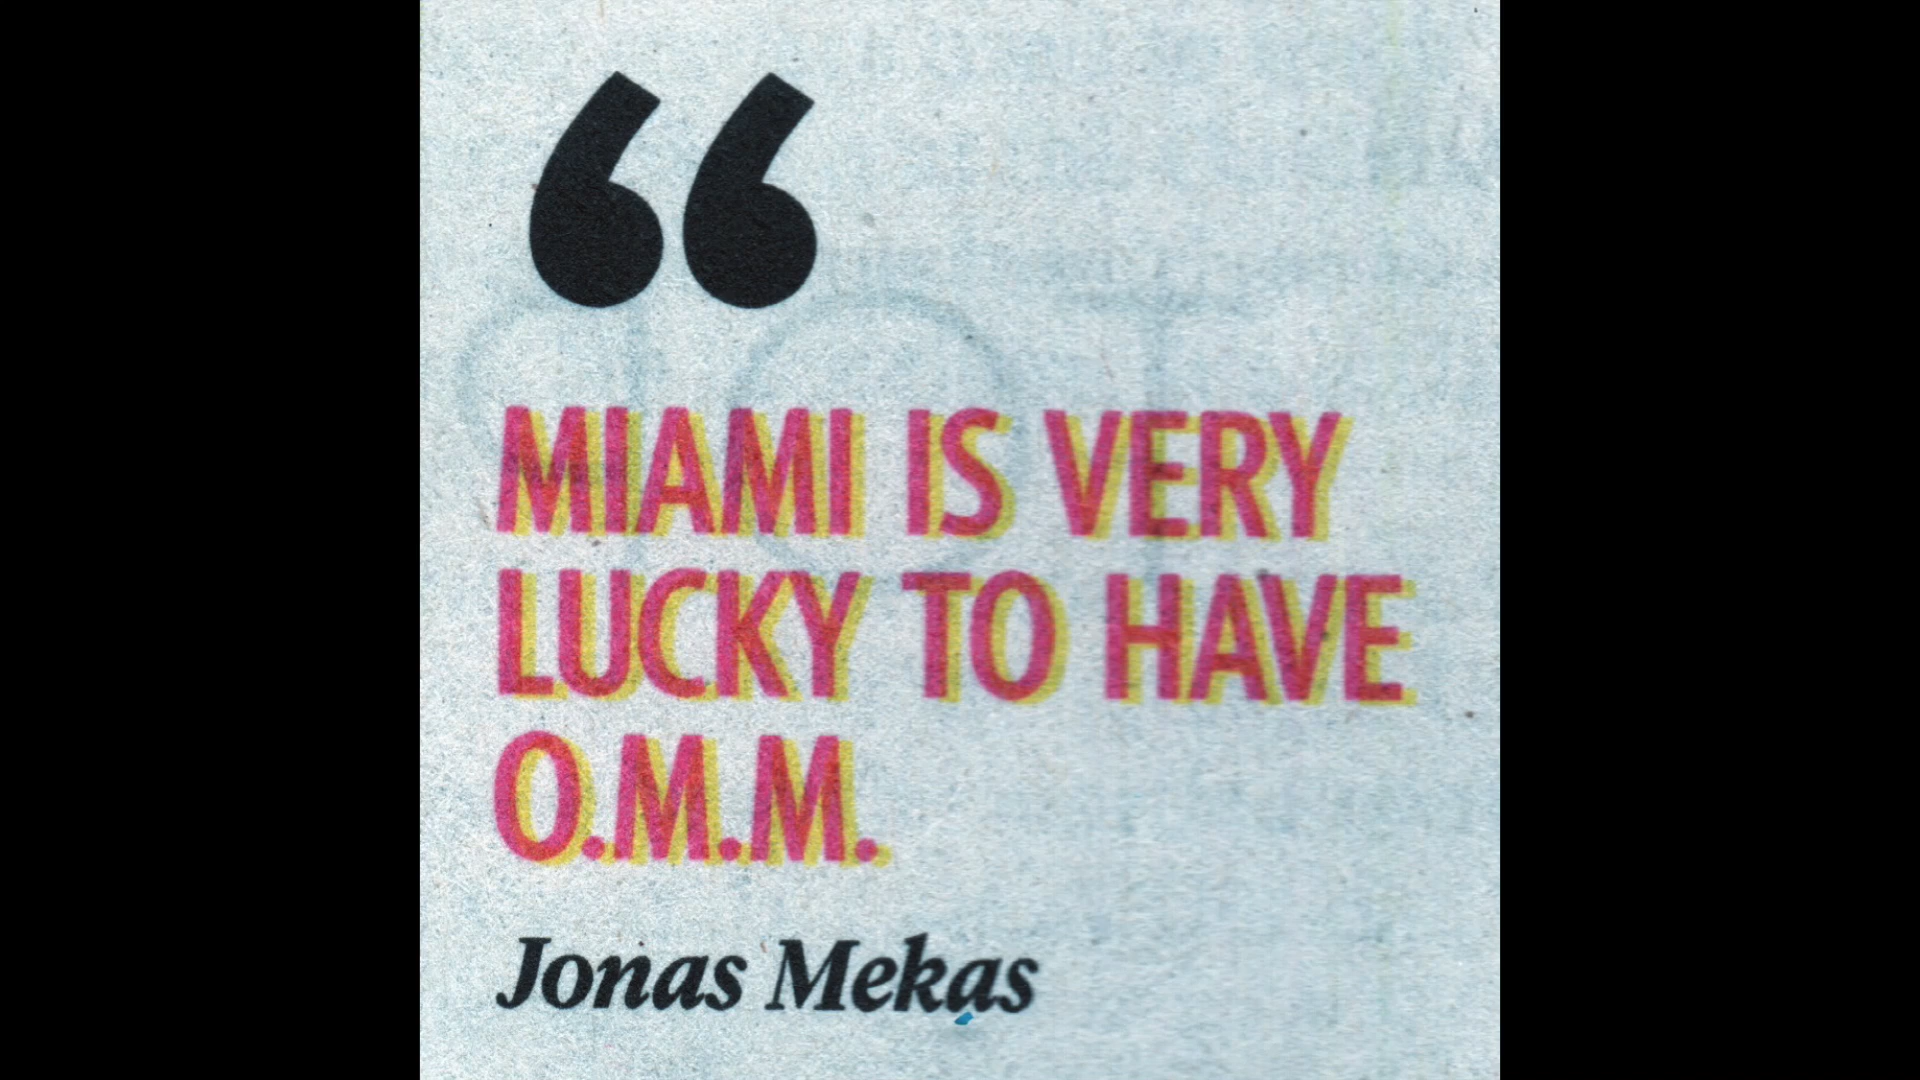 “
MIAMI IS VERY
LUCKY TO HAVE
O.M.M.
Jonas Mekas